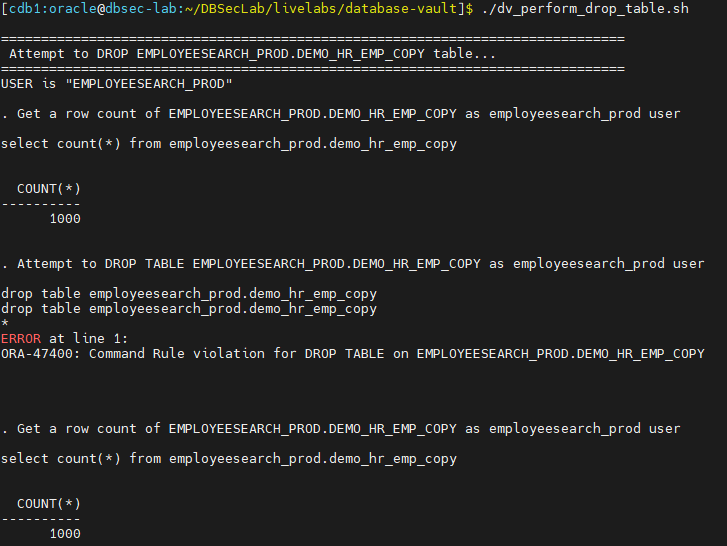 [cdb1:oracle@dbsec-lab:~/DBSecLab/livelabs/database-vault]$ ./dv_perform_drop_table.sh
============================================================================
 Attempt to DROP EMPLOYEESEARCH_PROD.DEMO_HR_EMP_COPY table...
============================================================================
USER is "EMPLOYEESEARCH_PROD"
. Get a row count of EMPLOYEESEARCH_PROD.DEMO_HR_EMP_COPY as employeesearch_prod user
select count(*) from employeesearch_prod.demo_hr_emp_copy
  COUNT(*)
----------
      1000
. Attempt to DROP TABLE EMPLOYEESEARCH_PROD.DEMO_HR_EMP_COPY as employeesearch_prod user
drop table employeesearch_prod.demo_hr_emp_copy
drop table employeesearch_prod.demo_hr_emp_copy
*
ERROR at line 1:
ORA-47400: Command Rule violation for DROP TABLE on EMPLOYEESEARCH_PROD.DEMO_HR_EMP_COPY
. Get a row count of EMPLOYEESEARCH_PROD.DEMO_HR_EMP_COPY as employeesearch_prod user
select count(*) from employeesearch_prod.demo_hr_emp_copy
  COUNT(*)
----------
      1000